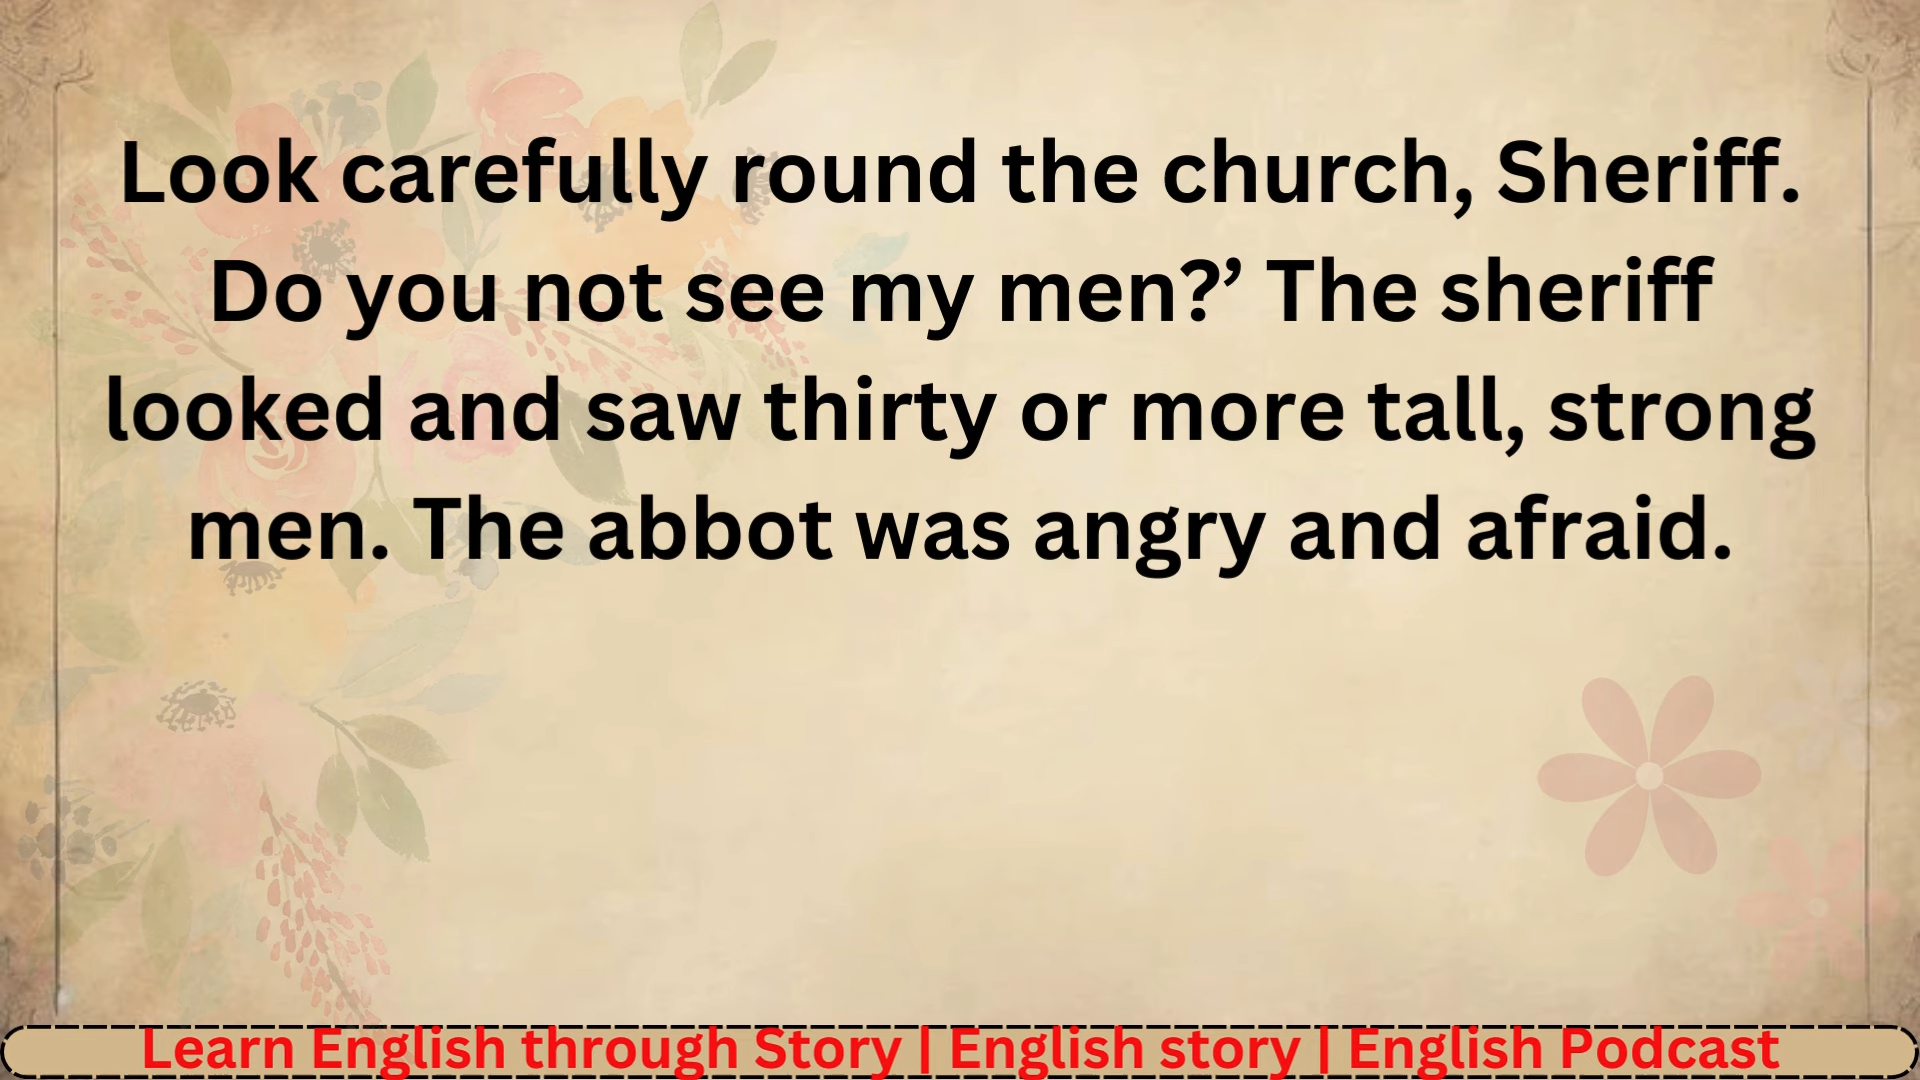 Look carefully round the church, Sheriff.
Do you not see my men?’ The sheriff
looked and saw thirty or more tall, strong
men. The abbot was angry and afraid.
Learn English through Story | English story | English Podcast